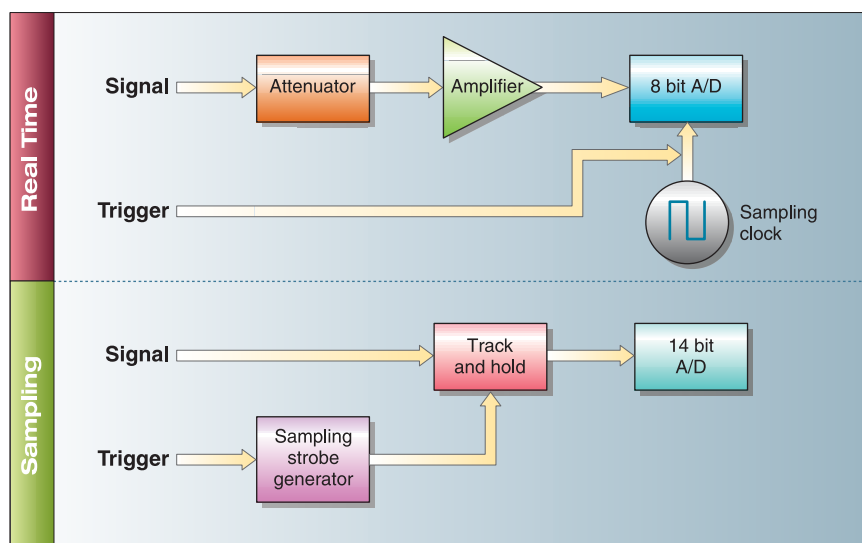 Real Time
Signal
Attenuator
Amplifier
8 bit A/D
Trigger
Sampling
clock
Sampling
Signal
Track
and hold
14 bit
A/D
Trigger
Sampling
strobe
generator